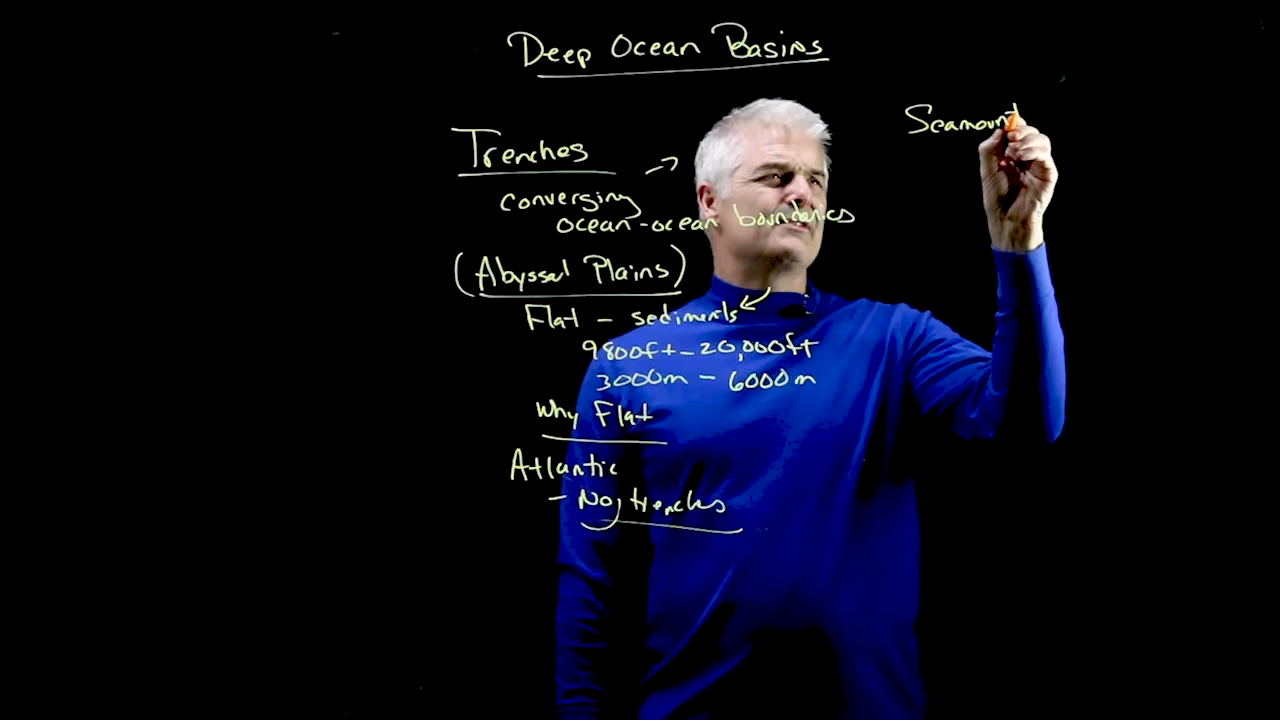 Deep Ocean Basins
Trenches
converging
ocean-ocean boundaries
(Abyssal Plains)
Flat - sediments
9800ft - 20,000ft
3000m - 6000m
Why Flat
Atlantic
- No trenches
Seamount